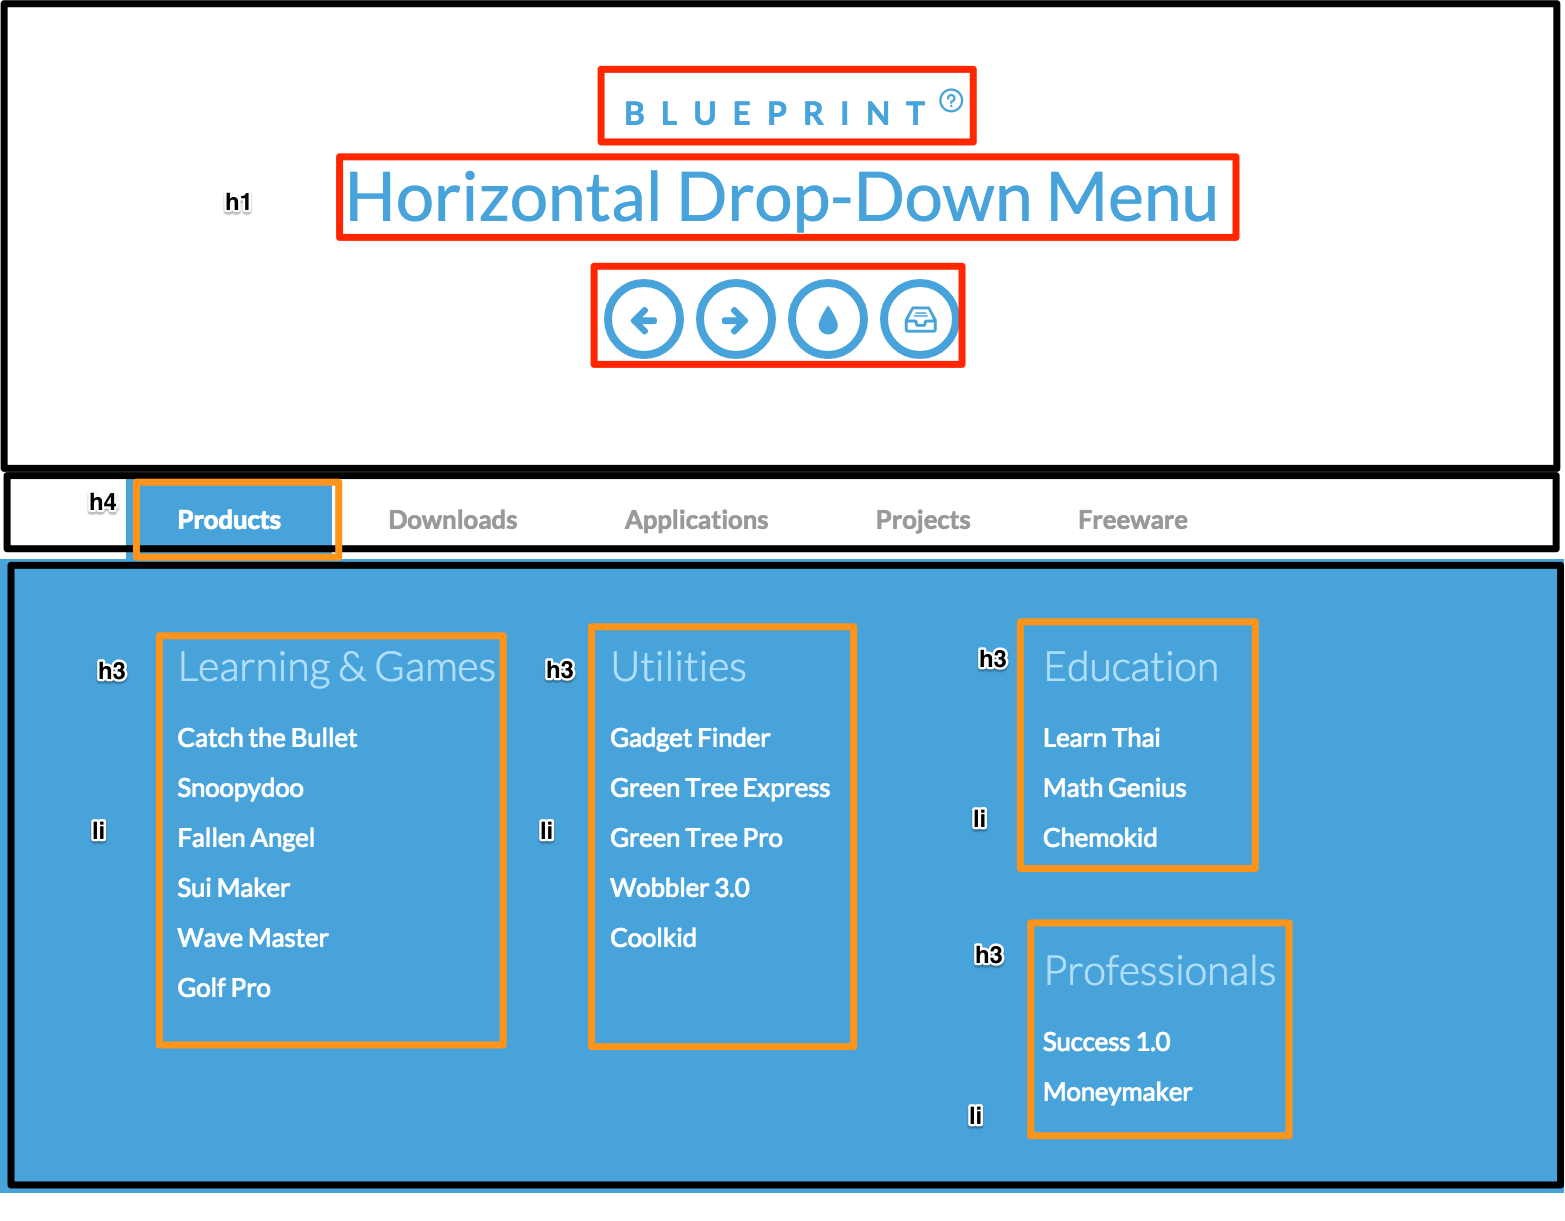 BLUEPRINT ?
h1 Horizontal Drop-Down Menu
h4 Products Downloads Applications Projects Freeware
h3 Learning & Games
Catch the Bullet
Snoopydoo
li Fallen Angel
Sui Maker
Wave Master
Golf Pro
h3 Utilities
Gadget Finder
Green Tree Express
li Green Tree Pro
Wobbler 3.0
Coolkid
h3 Education
Learn Thai
Math Genius
li Chemokid
h3 Professionals
Success 1.0
Moneymaker
li